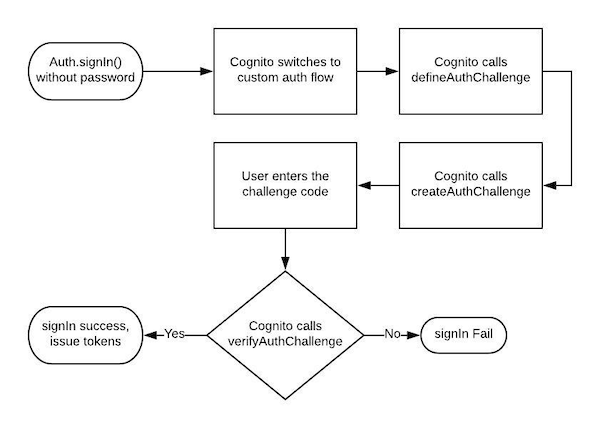 Auth.signIn()
without password
Cognito switches to
custom auth flow
Cognito calls
defineAuthChallenge
User enters the
challenge code
Cognito calls
createAuthChallenge
Cognito calls
verifyAuthChallenge
signIn success,
issue tokens
Yes
No
signIn Fail